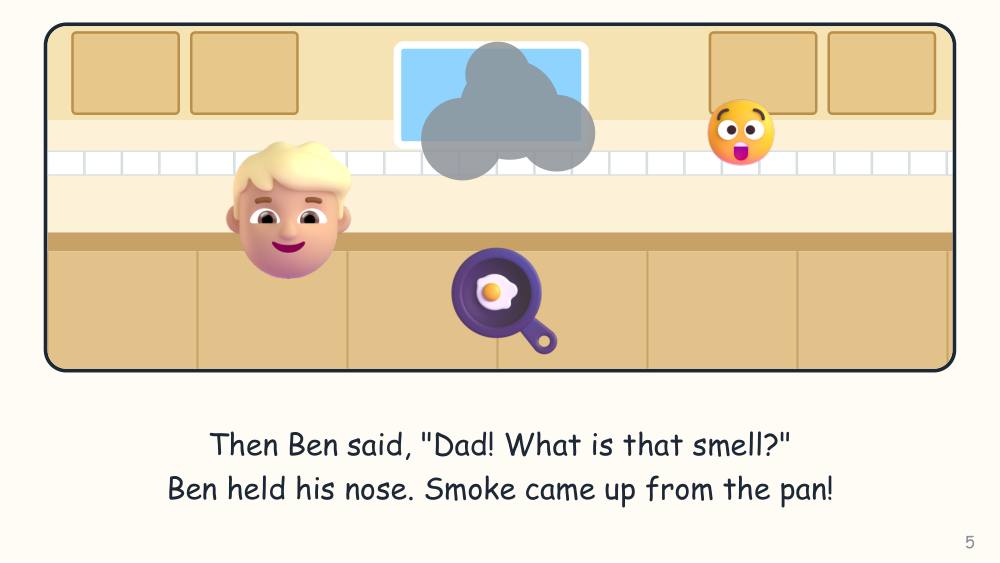 Then Ben said, "Dad! What is that smell?"
Ben held his nose. Smoke came up from the pan!
5